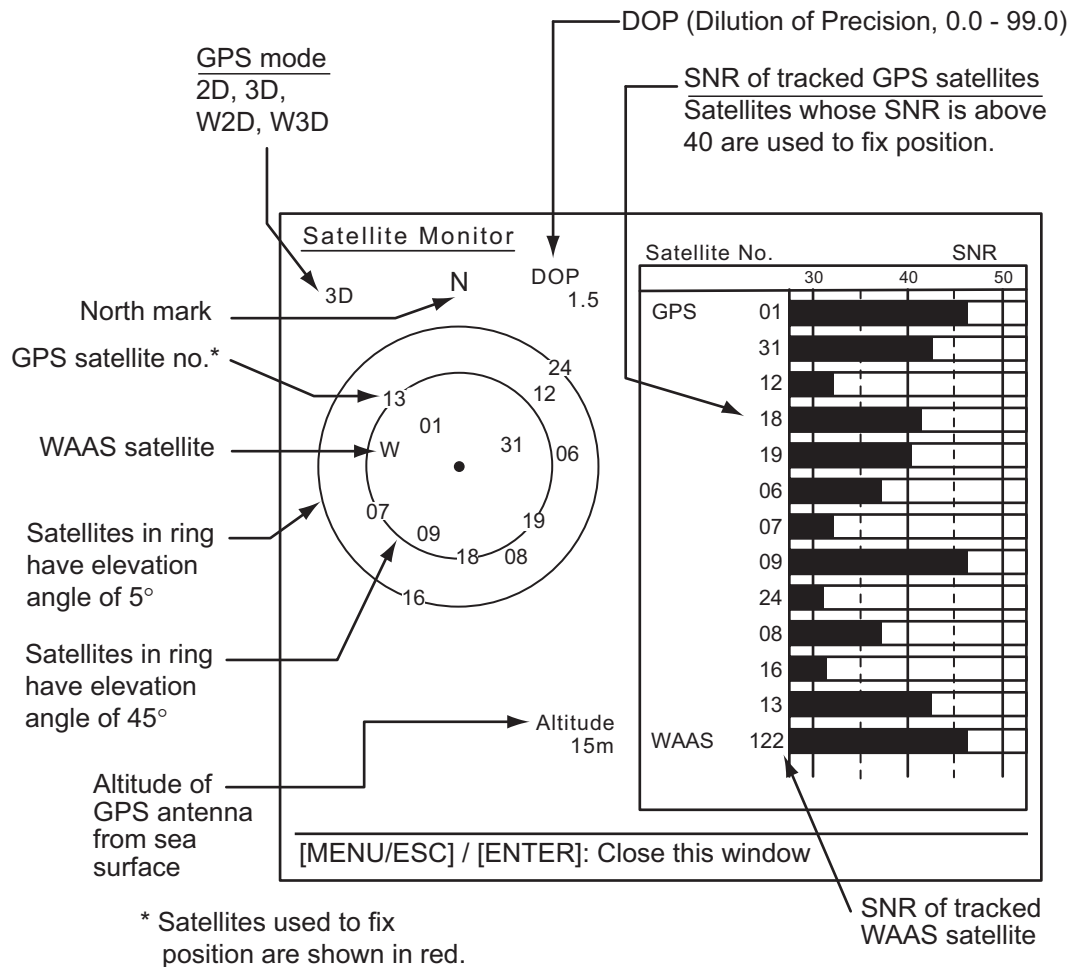 DOP (Dilution of Precision, 0.0 - 99.0)
GPS mode
2D, 3D,
W2D, W3D
SNR of tracked GPS satellites
Satellites whose SNR is above
40 are used to fix position.
Satellite Monitor
3D
N
DOP
1.5
North mark
GPS satellite no.*
WAAS satellite
Satellites in ring
have elevation
angle of 5°
Satellites in ring
have elevation
angle of 45°
Altitude of
GPS antenna
from sea
surface
24
13
12
01
W
31
06
07
09
19
18
08
16
Altitude
15m
Satellite No. SNR
30 40 50
GPS 01
31
12
18
19
06
07
09
24
08
16
13
WAAS 122
[MENU/ESC] / [ENTER]: Close this window
SNR of tracked
WAAS satellite
* Satellites used to fix
position are shown in red.